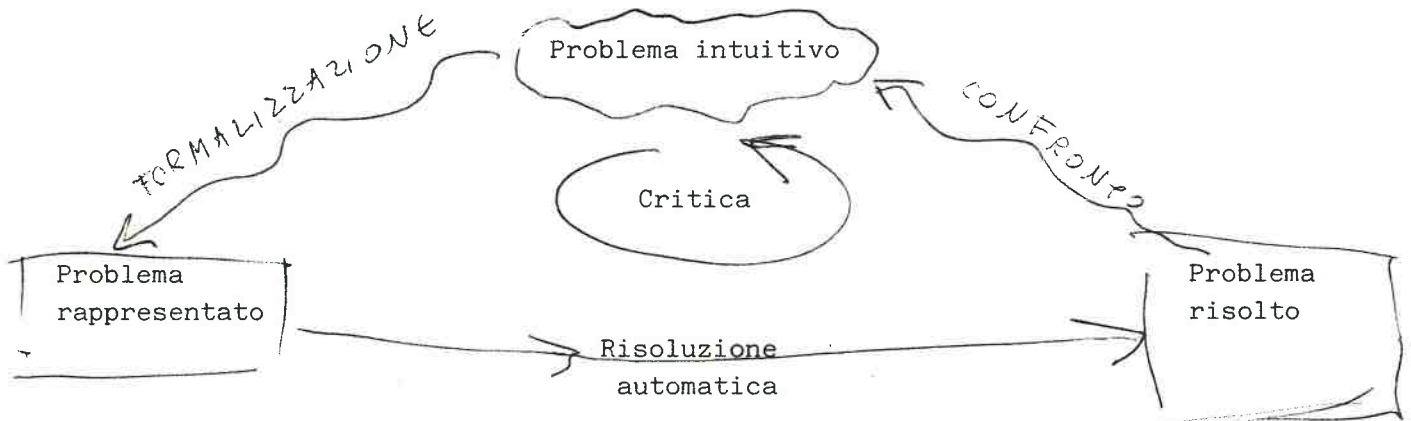 FORMALIZZAZIONE
Problema intuitivo
CONFRONTO
Critica
Problema
rappresentato
Problema
risolto
Risoluzione
automatica